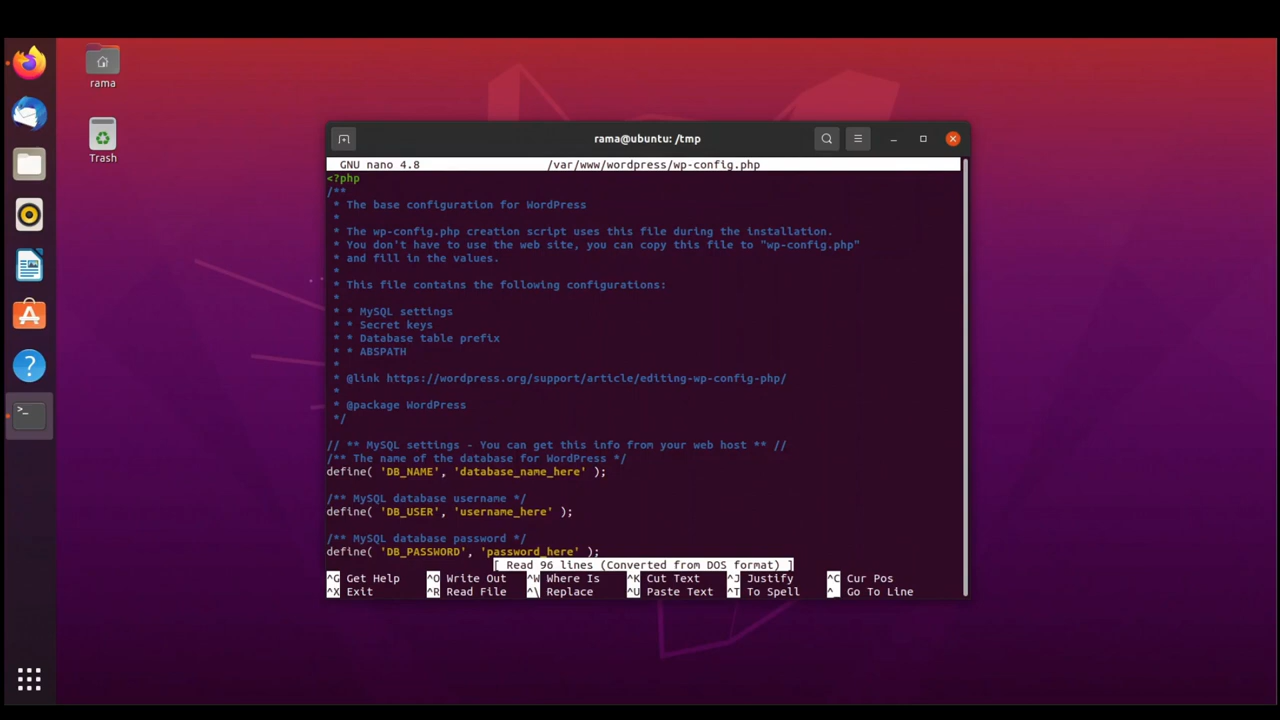 rama
Trash
rama@ubuntu: /tmp
GNU nano 4.8 /var/www/wordpress/wp-config.php
<?php
/**
 * The base configuration for WordPress
 *
 * The wp-config.php creation script uses this file during the installation.
 * You don't have to use the web site, you can copy this file to "wp-config.php"
 * and fill in the values.
 *
 * This file contains the following configurations:
 *
 * * MySQL settings
 * * Secret keys
 * * Database table prefix
 * * ABSPATH
 *
 * @link https://wordpress.org/support/article/editing-wp-config-php/
 *
 * @package WordPress
 */
// ** MySQL settings - You can get this info from your web host ** //
/** The name of the database for WordPress */
define( 'DB_NAME', 'database_name_here' );
/** MySQL database username */
define( 'DB_USER', 'username_here' );
/** MySQL database password */
define( 'DB_PASSWORD', 'password_here' );
[ Read 96 lines (Converted from DOS format) ]
^G Get Help ^O Write Out ^W Where Is ^K Cut Text ^J Justify ^C Cur Pos
^X Exit ^R Read File ^\ Replace ^U Paste Text ^T To Spell ^_ Go To Line